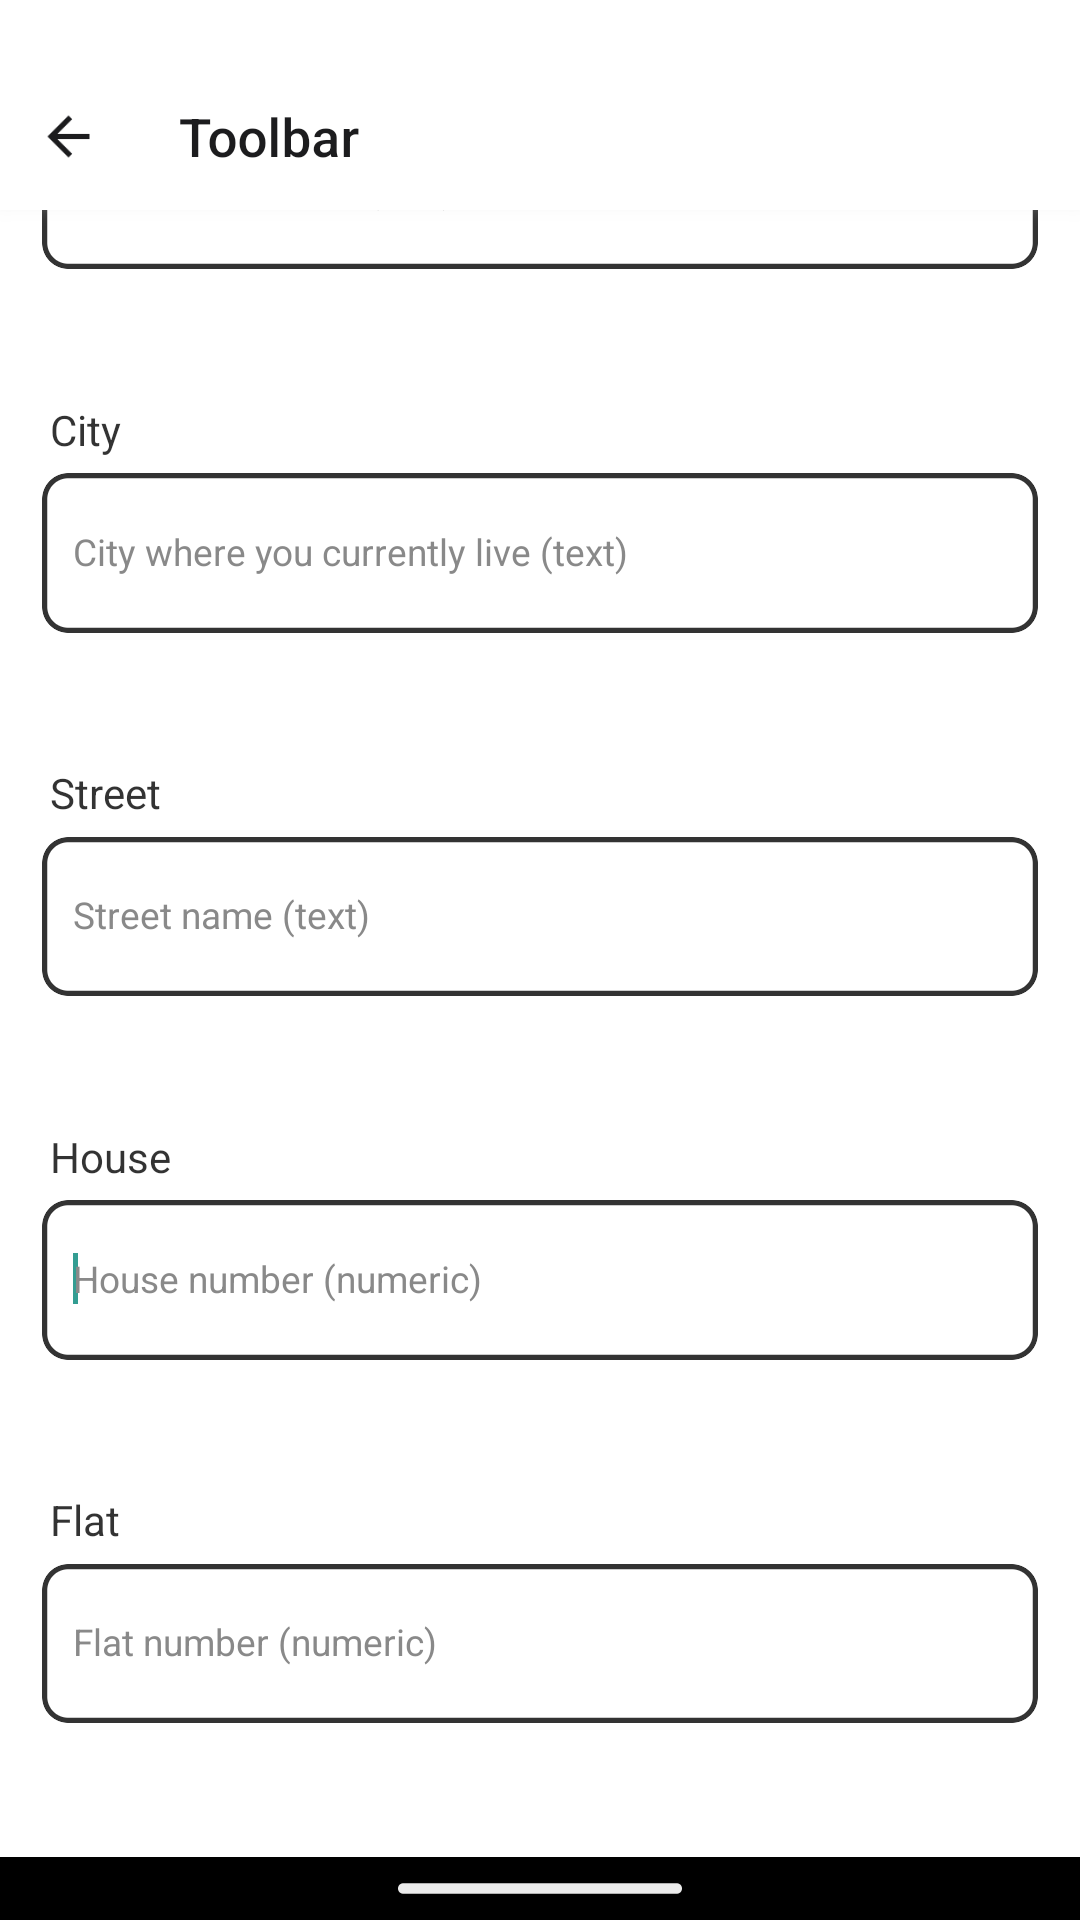 Toolbar
City
City where you currently live (text)
Street
Street name (text)
House
House number (numeric)
Flat
Flat number (numeric)